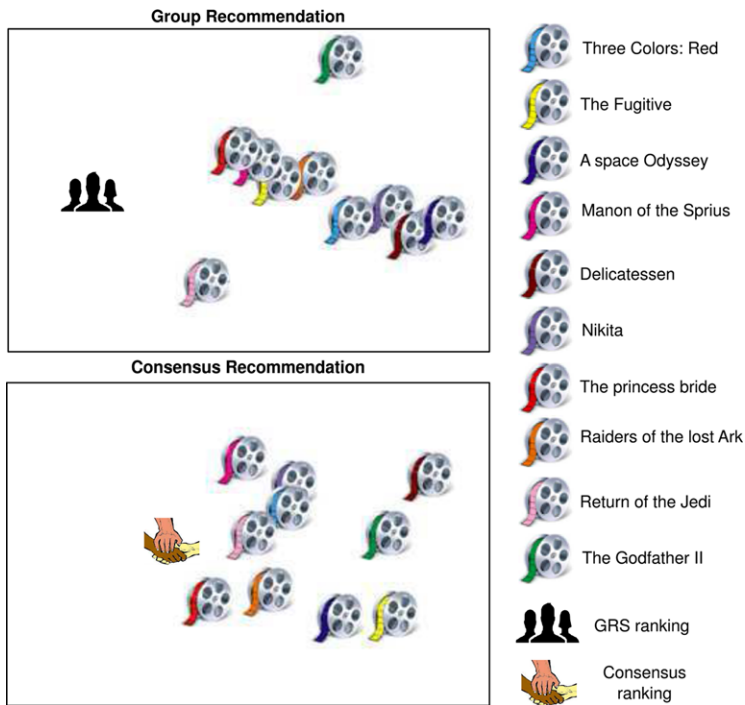 Group Recommendation
Three Colors: Red
The Fugitive
A space Odyssey
Manon of the Sprius
Delicatessen
Nikita
Consensus Recommendation
The princess bride
Raiders of the lost Ark
Return of the Jedi
The Godfather II
GRS ranking
Consensus
ranking